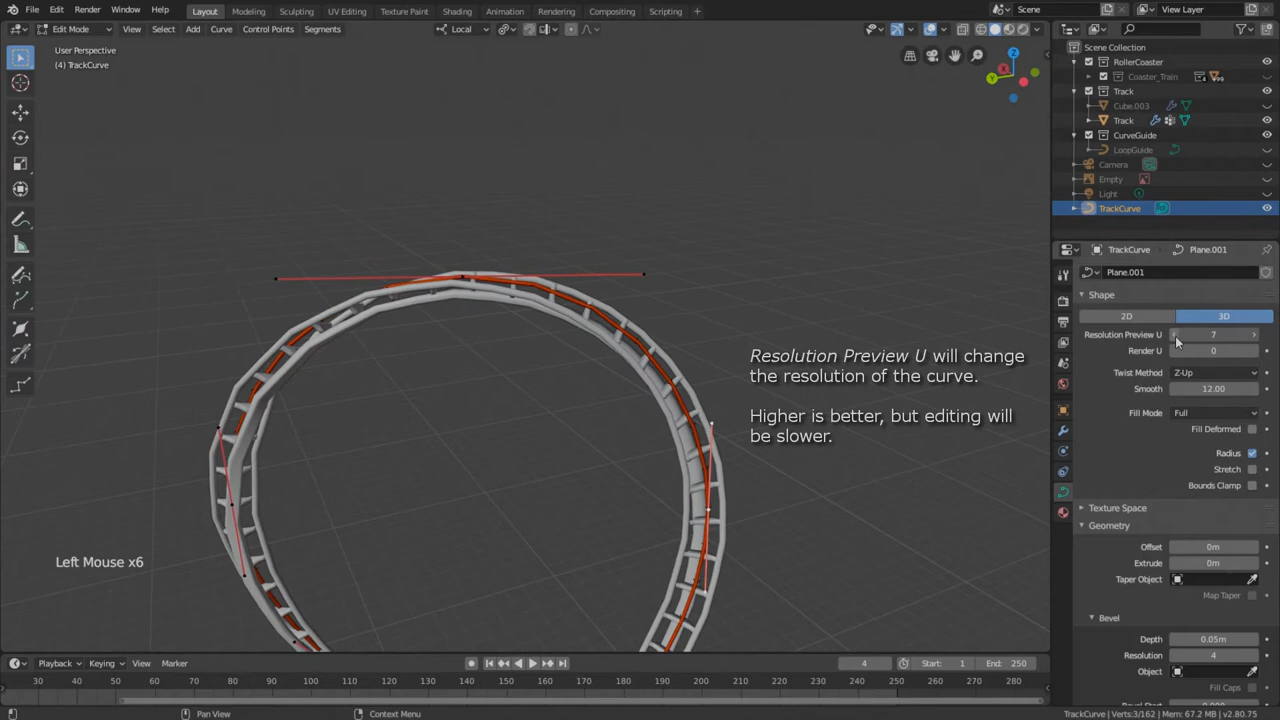 File Edit Render Window Help
Layout Modeling Sculpting UV Editing Texture Paint Shading Animation Rendering Compositing Scripting +
Scene
View Layer
Edit Mode View Select Add Curve Control Points Segments
Local
User Perspective
(4) TrackCurve
Z
Y
X
Scene Collection
RollerCoaster
Coaster_Train
Track
Cube.003
Track
CurveGuide
LoopGuide
Camera
Empty
Light
TrackCurve
TrackCurve Plane.001
Plane.001
Shape
2D 3D
Resolution Preview U 7
Render U 0
Twist Method Z-Up
Smooth 12.00
Fill Mode Full
Fill Deformed
Radius
Stretch
Bounds Clamp
Texture Space
Geometry
Offset 0m
Extrude 0m
Taper Object
Map Taper
Bevel
Depth 0.05m
Resolution 4
Object
Fill Caps
Resolution Preview U will change
the resolution of the curve.
Higher is better, but editing will
be slower.
Left Mouse x6
Playback Keying View Marker
4 Start: 1 End: 250
30 40 50 60 70 80 90 100 110 120 130 140 150 160 170 180 190 200 210 220 230 240 250 260 270 280
Select Pan View Context Menu
TrackCurve | Verts:3/162 | Mem: 67.2 MB | v2.80.75